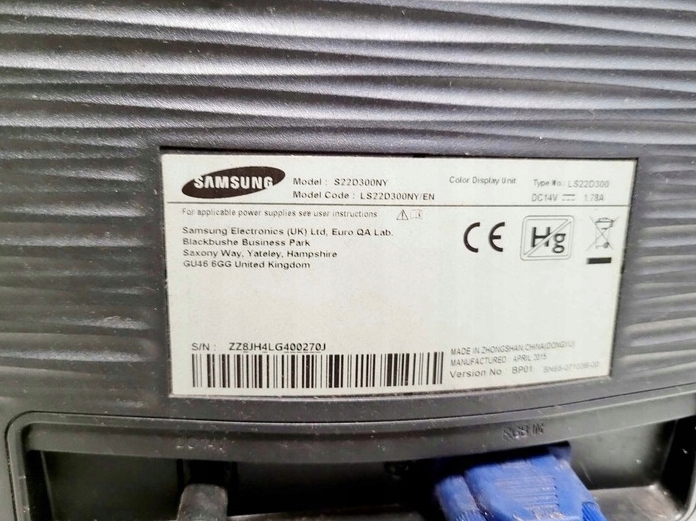 SAMSUNG
Model : S22D300NY
Model Code : LS22D300NY/EN
Color Display Unit
Type No.: LS22D300
DC14V 1.78A
For applicable power supplies see user instructions
Samsung Electronics (UK) Ltd, Euro QA Lab.
Blackbushe Business Park
Saxony Way, Yateley, Hampshire
GU46 6GG United Kingdom
CE
Hg
S/N : ZZ8JH4LG400270J
MADE IN ZHONGSHAN,CHINA(DONGYU)
MANUFACTURED : APRIL 2015
Version No : BP01
RGB IN